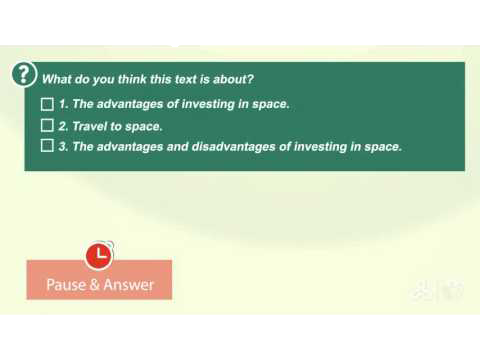 ?
What do you think this text is about?
1. The advantages of investing in space.
2. Travel to space.
3. The advantages and disadvantages of investing in space.
Pause & Answer